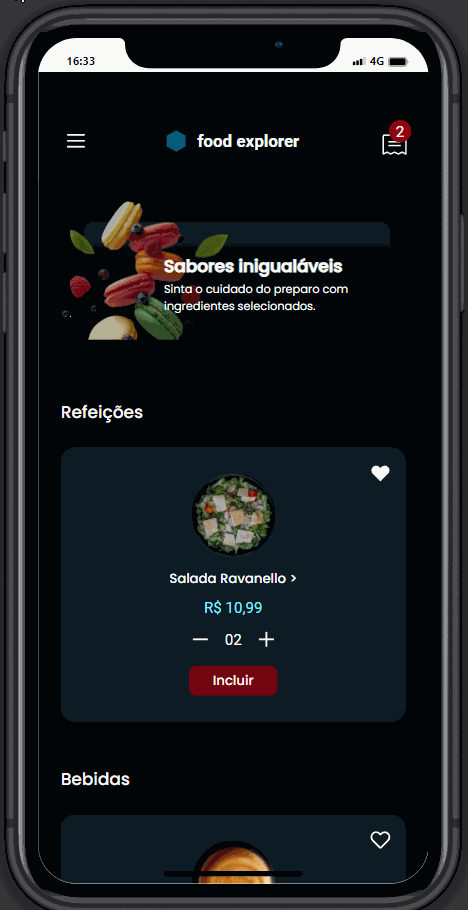 16:33
4G
food explorer
2
Sabores inigualáveis
Sinta o cuidado do preparo com
ingredientes selecionados.
Refeições
Salada Ravanello >
R$ 10,99
02
Incluir
Bebidas